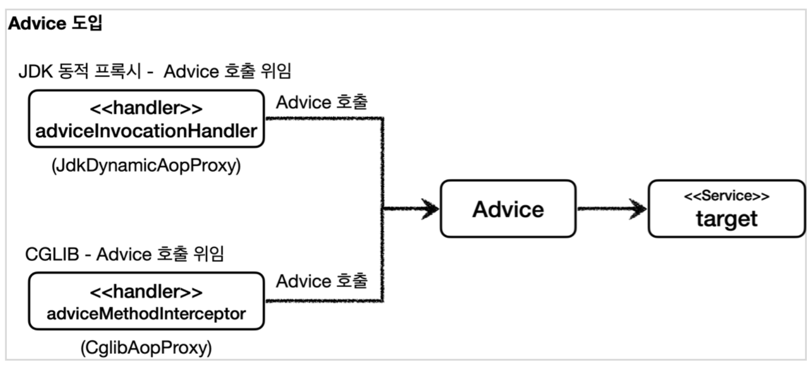 Advice 도입
JDK 동적 프록시 - Advice 호출 위임
<<handler>>
adviceInvocationHandler
(JdkDynamicAopProxy)
Advice 호출
Advice
<<Service>>
target
CGLIB - Advice 호출 위임
<<handler>>
adviceMethodInterceptor
(CglibAopProxy)
Advice 호출